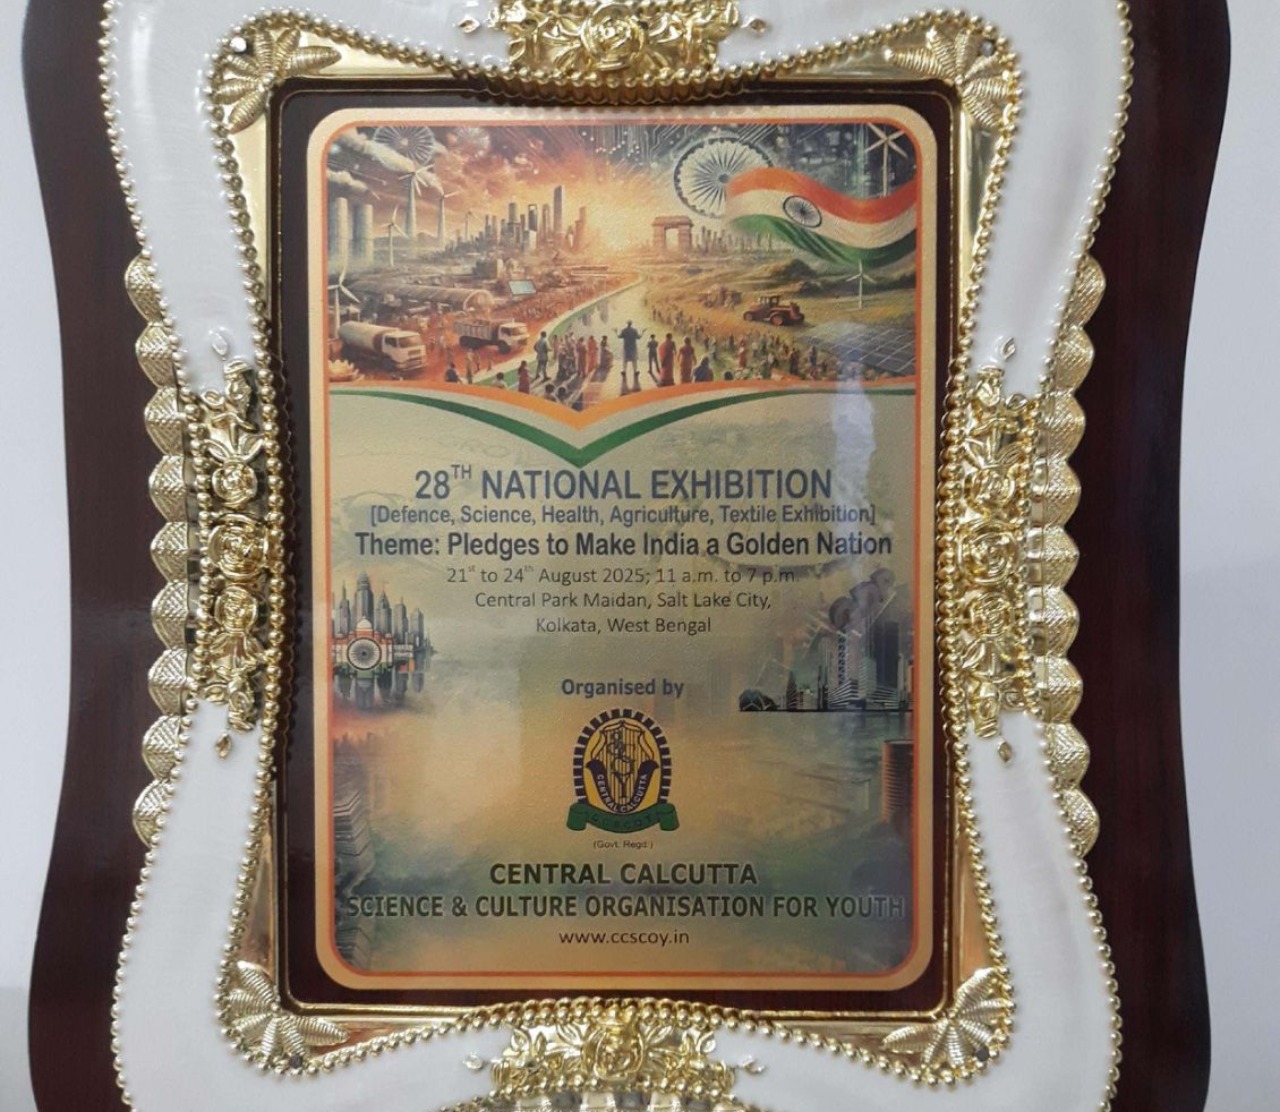 28TH NATIONAL EXHIBITION
[Defence, Science, Health, Agriculture, Textile Exhibition]
Theme: Pledges to Make India a Golden Nation
21st to 24th August 2025; 11 a.m. to 7 p.m.
Central Park Maidan, Salt Lake City,
Kolkata, West Bengal
Organised by
CENTRAL CALCUTTA
CCSCOY
(Govt. Regd.)
CENTRAL CALCUTTA
SCIENCE & CULTURE ORGANISATION FOR YOUTH
www.ccscoy.in